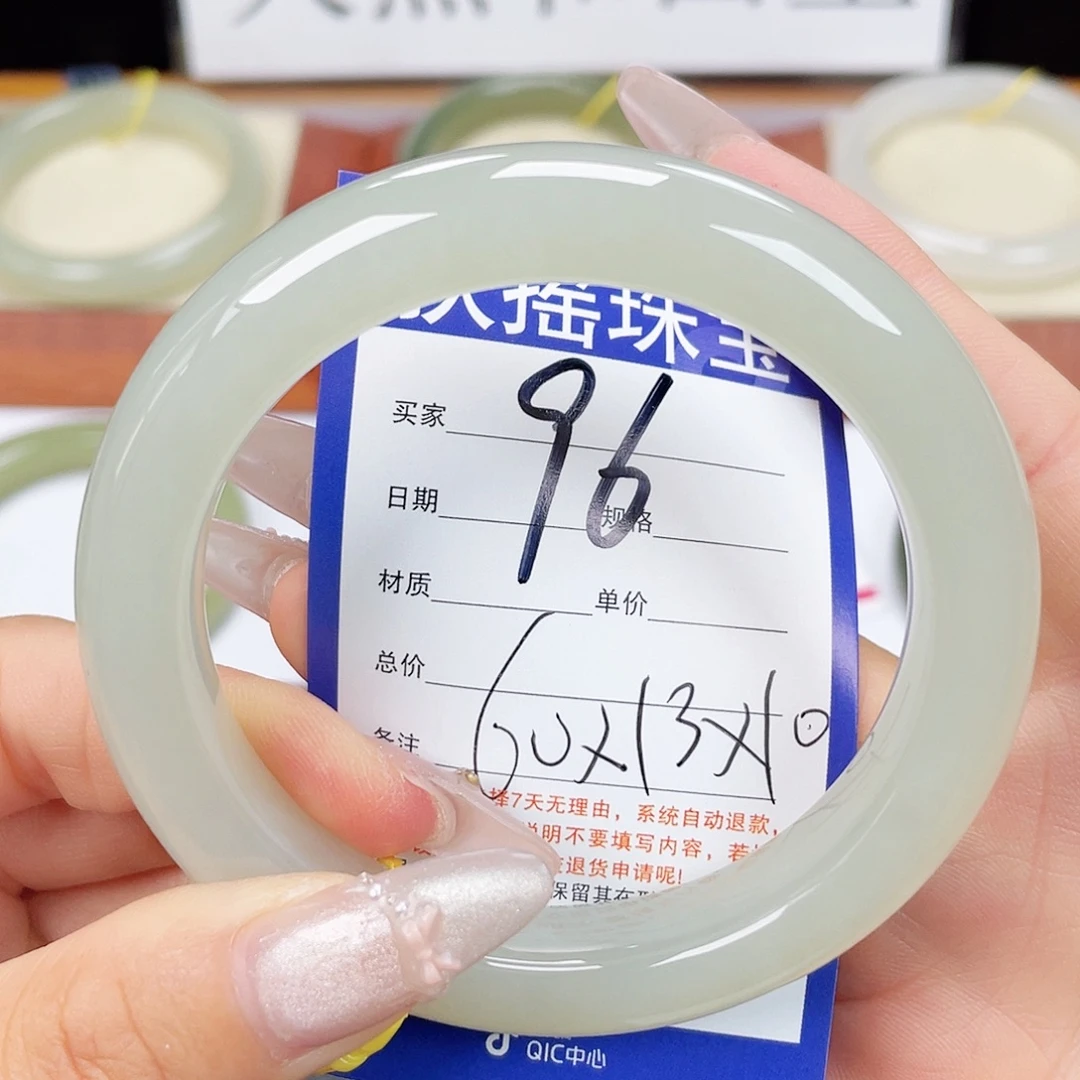 摇珠宝
96
买家
日期 规格
材质 单价
总价
备注 60x13x10
择7天无理由，系统自动退款，
说明不要填写内容，若
退货申请呢!
保留其在
QIC中心